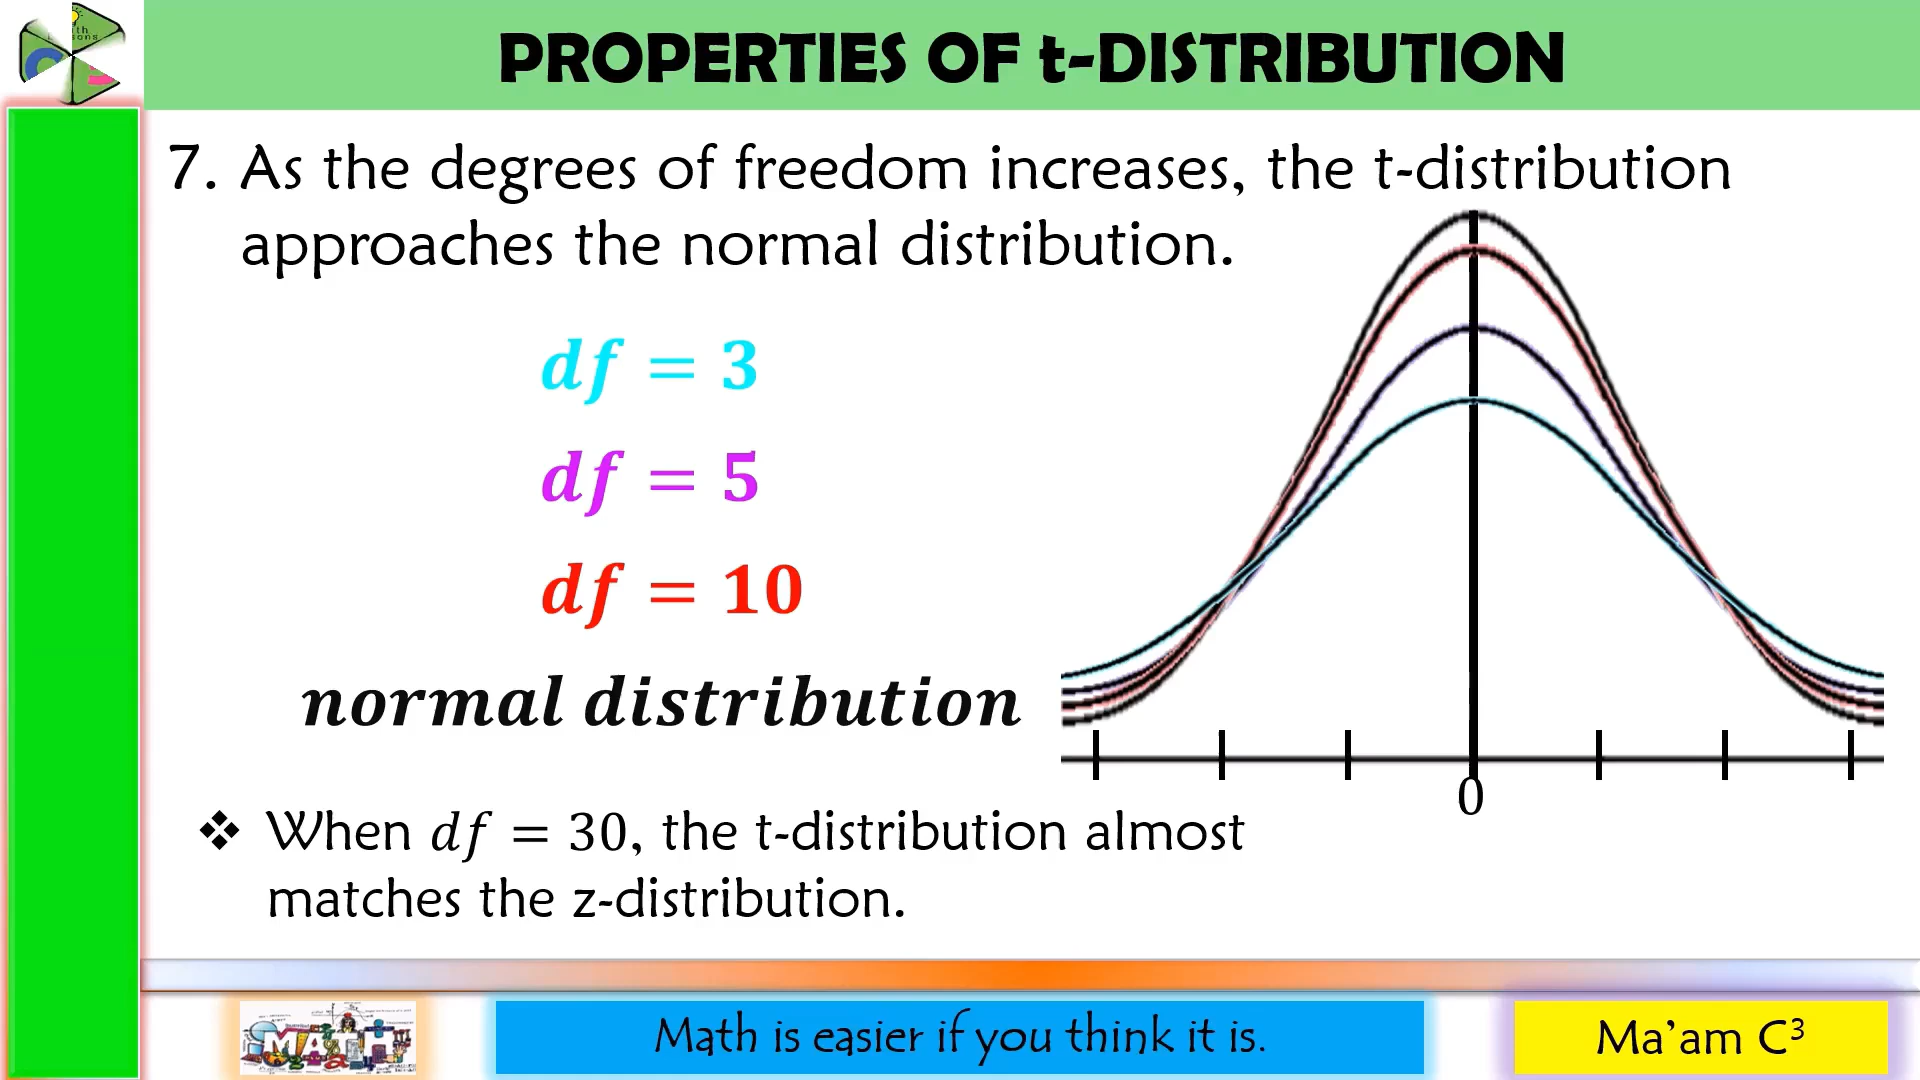 PROPERTIES OF t-DISTRIBUTION
7. As the degrees of freedom increases, the t-distribution
approaches the normal distribution.
df = 3
df = 5
df = 10
normal distribution
0
❖ When df = 30, the t-distribution almost
matches the z-distribution.
MATH
Math is easier if you think it is.
Ma’am C³